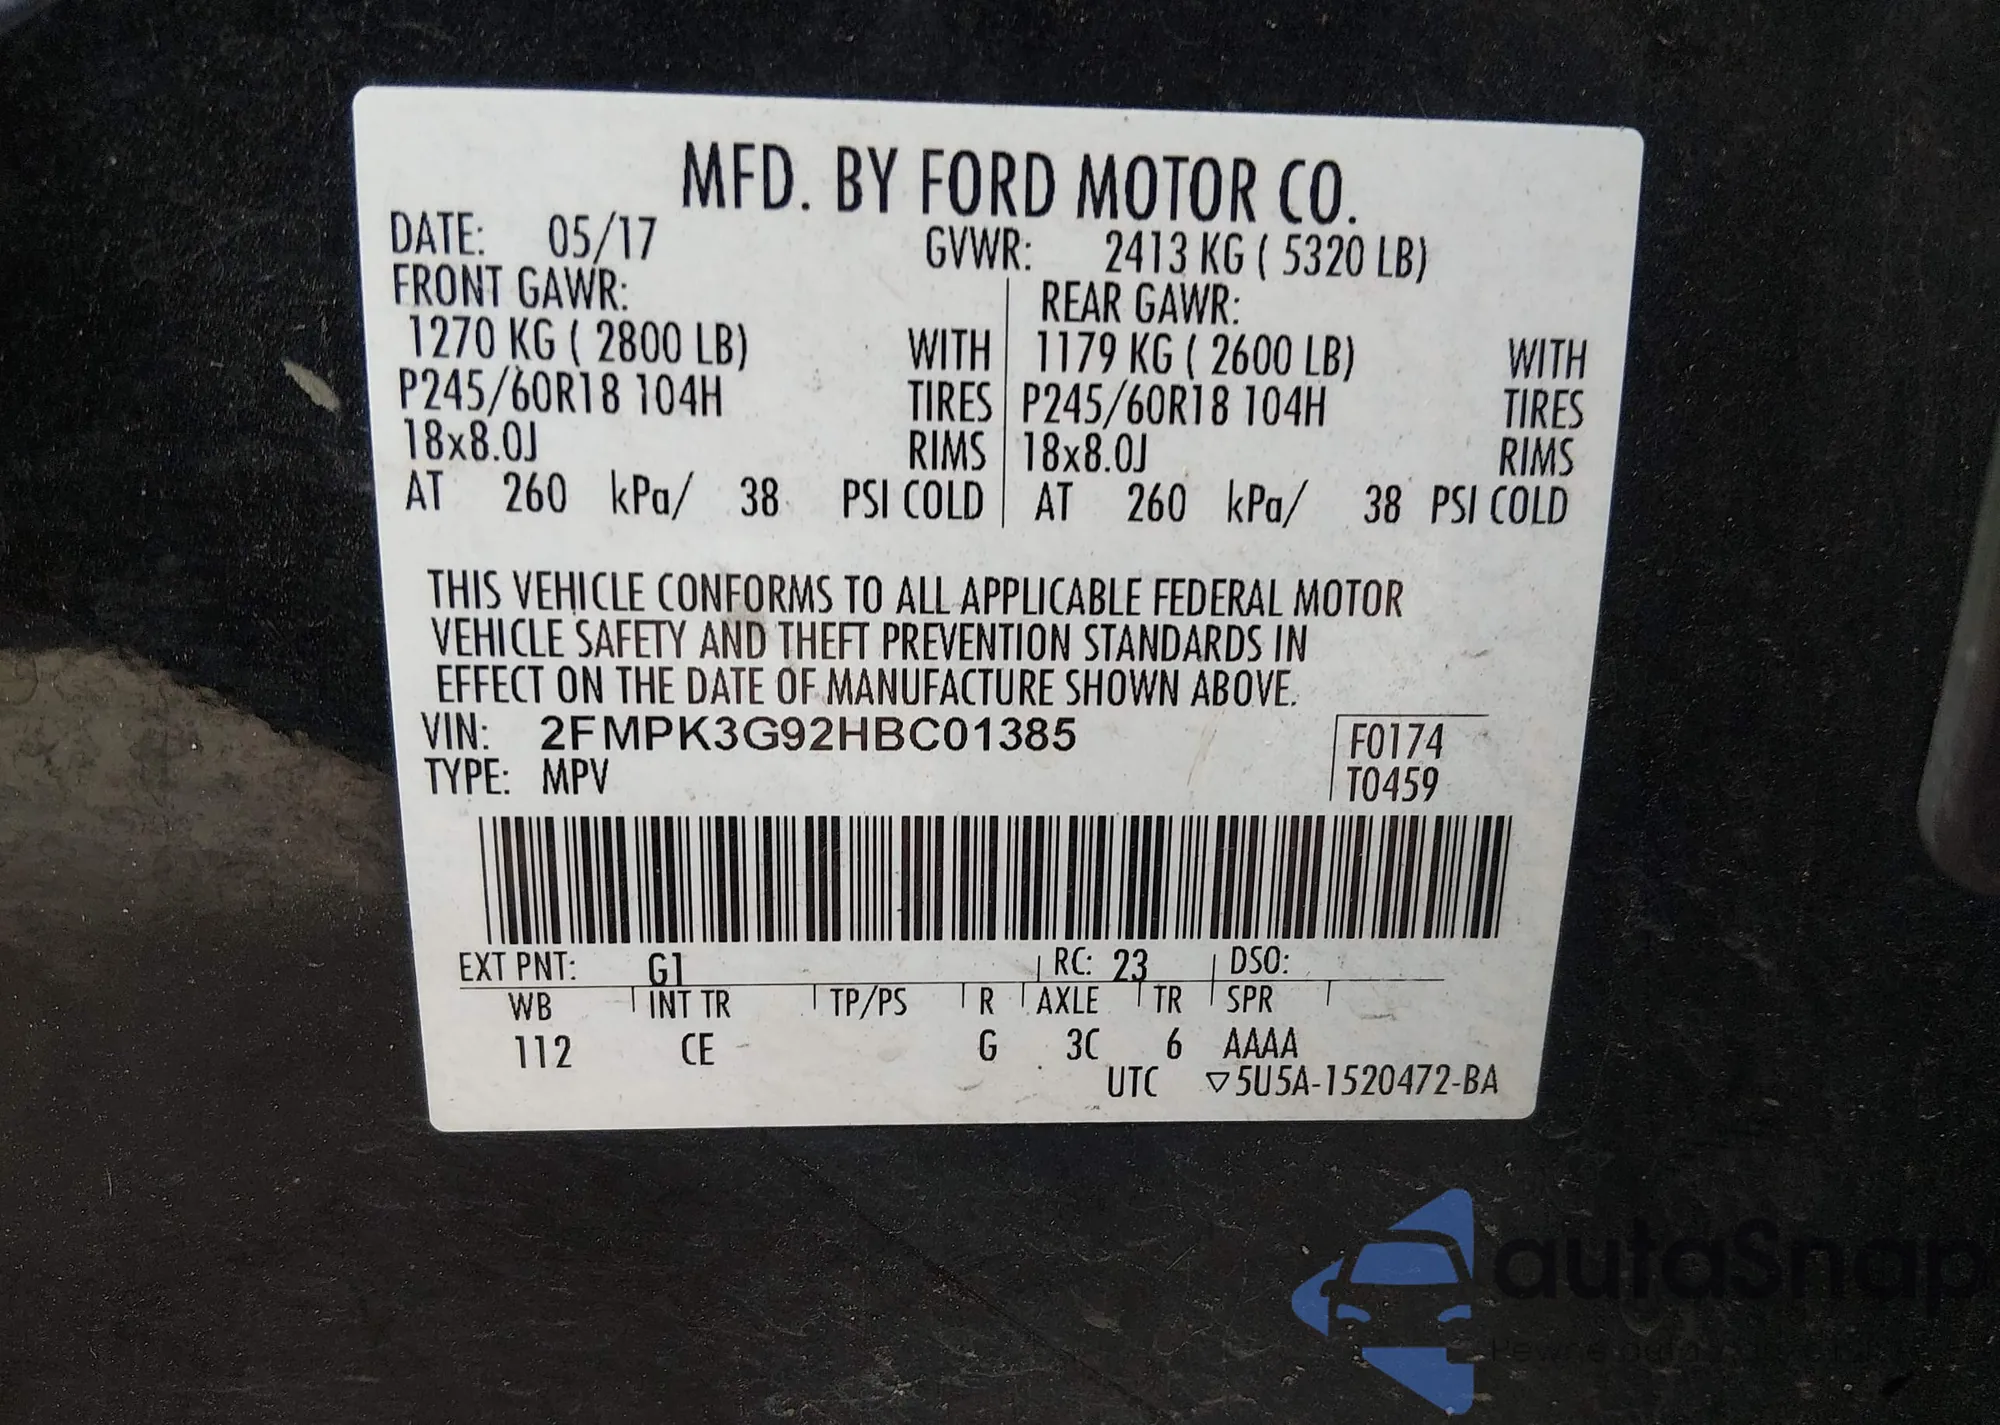 MFD. BY FORD MOTOR CO.
DATE: 05/17 GVWR: 2413 KG ( 5320 LB)
FRONT GAWR: REAR GAWR:
1270 KG ( 2800 LB) WITH 1179 KG ( 2600 LB) WITH
P245/60R18 104H TIRES P245/60R18 104H TIRES
18x8.0J RIMS 18x8.0J RIMS
AT 260 kPa/ 38 PSI COLD AT 260 kPa/ 38 PSI COLD
THIS VEHICLE CONFORMS TO ALL APPLICABLE FEDERAL MOTOR
VEHICLE SAFETY AND THEFT PREVENTION STANDARDS IN
EFFECT ON THE DATE OF MANUFACTURE SHOWN ABOVE.
VIN: 2FMPK3G92HBC01385 F0174
TYPE: MPV T0459
EXT PNT: G1 RC: 23 DSO:
WB INT TR TP/PS R AXLE TR SPR
112 CE G 3C 6 AAAA
UTC ▽5U5A-1520472-BA
autaSnap